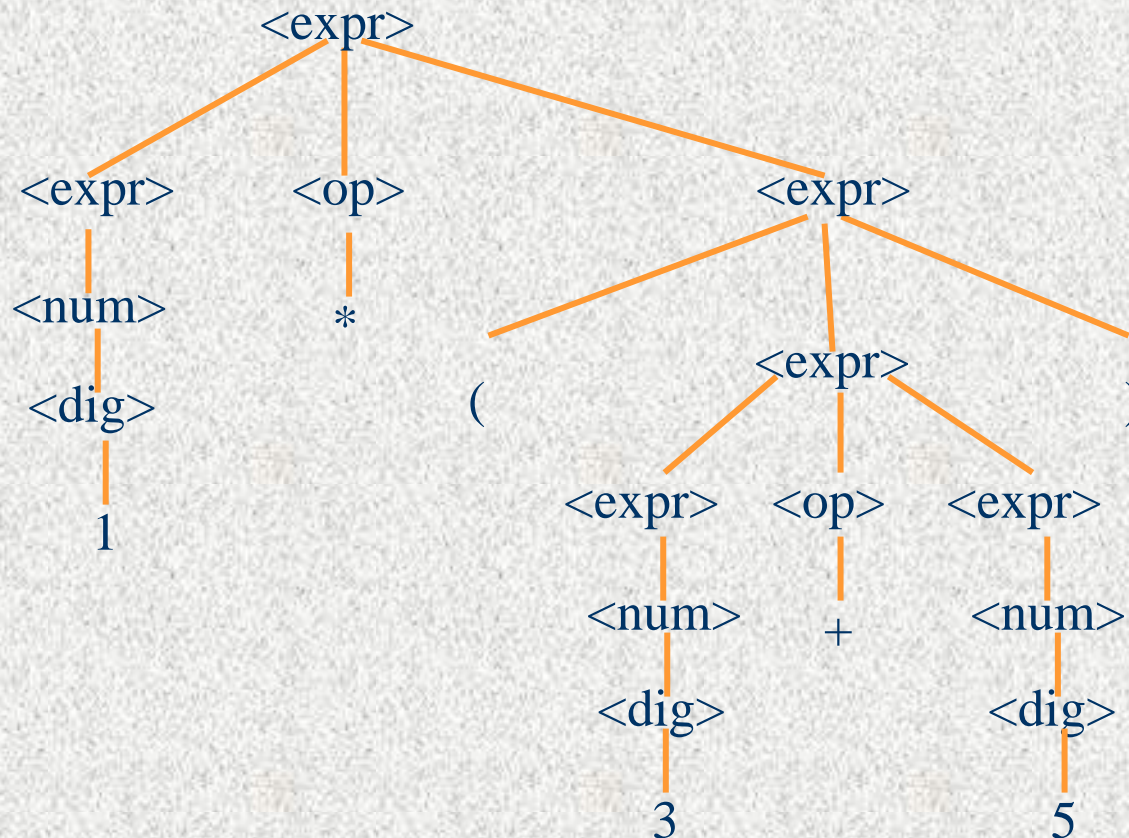 <expr>
<expr> <op> <expr>
<num> *
<expr>
<dig> ( )
<expr> <op> <expr>
1
<num> + <num>
<dig> <dig>
3 5